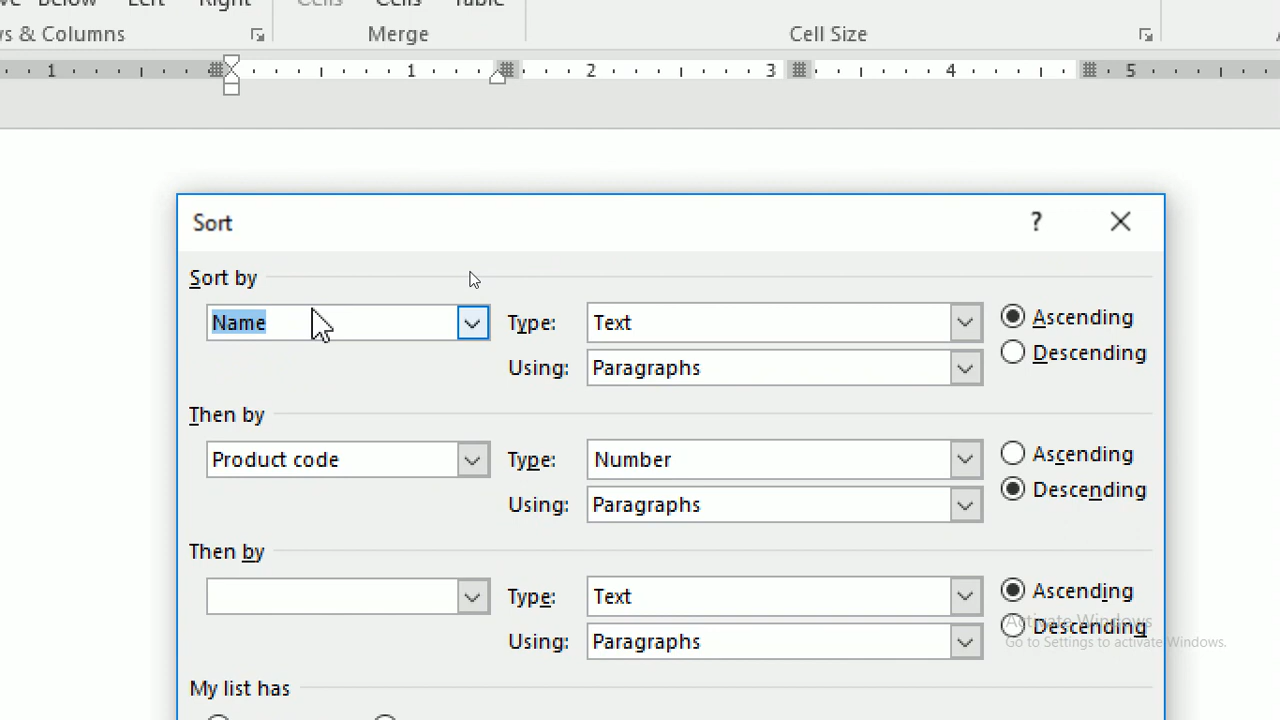 Below Left Right Cells Cells Table
& Columns Merge Cell Size
1 1 2 3 4 5
Sort ?
Sort by
Name Type: Text Ascending
Using: Paragraphs Descending
Then by
Product code Type: Number Ascending
Using: Paragraphs Descending
Then by
Type: Text Ascending
Activate Windows
Descending
Using: Paragraphs Go to Settings to activate Windows.
My list has